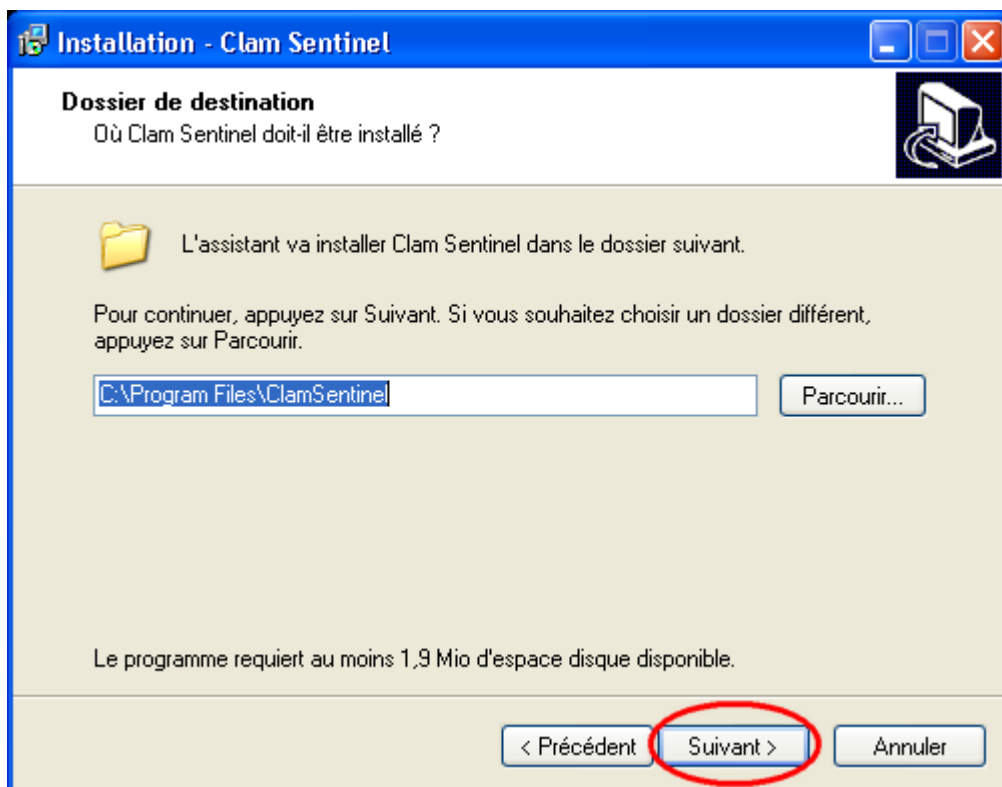 Installation - Clam Sentinel
Dossier de destination
Où Clam Sentinel doit-il être installé ?
L'assistant va installer Clam Sentinel dans le dossier suivant.
Pour continuer, appuyez sur Suivant. Si vous souhaitez choisir un dossier différent,
appuyez sur Parcourir.
C:\Program Files\ClamSentinel
Parcourir...
Le programme requiert au moins 1,9 Mio d'espace disque disponible.
< Précédent
Suivant >
Annuler